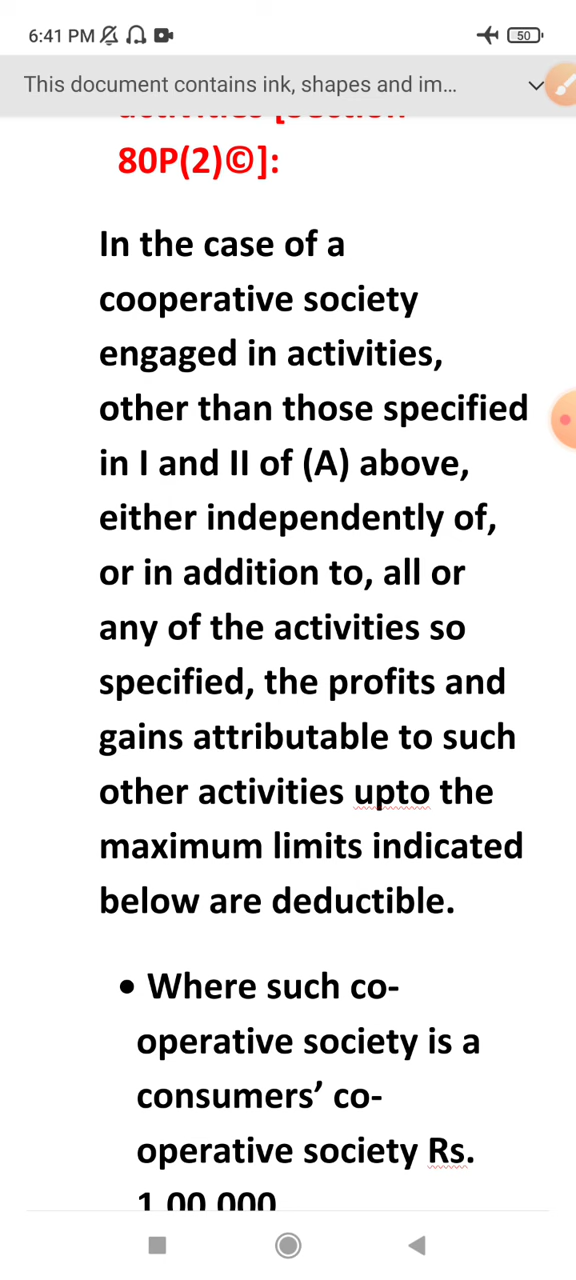 6:41 PM
50
This document contains ink, shapes and im...
80P(2)©]:
In the case of a
cooperative society
engaged in activities,
other than those specified
in I and II of (A) above,
either independently of,
or in addition to, all or
any of the activities so
specified, the profits and
gains attributable to such
other activities upto the
maximum limits indicated
below are deductible.
• Where such co-
operative society is a
consumers’ co-
operative society Rs.
1,00,000